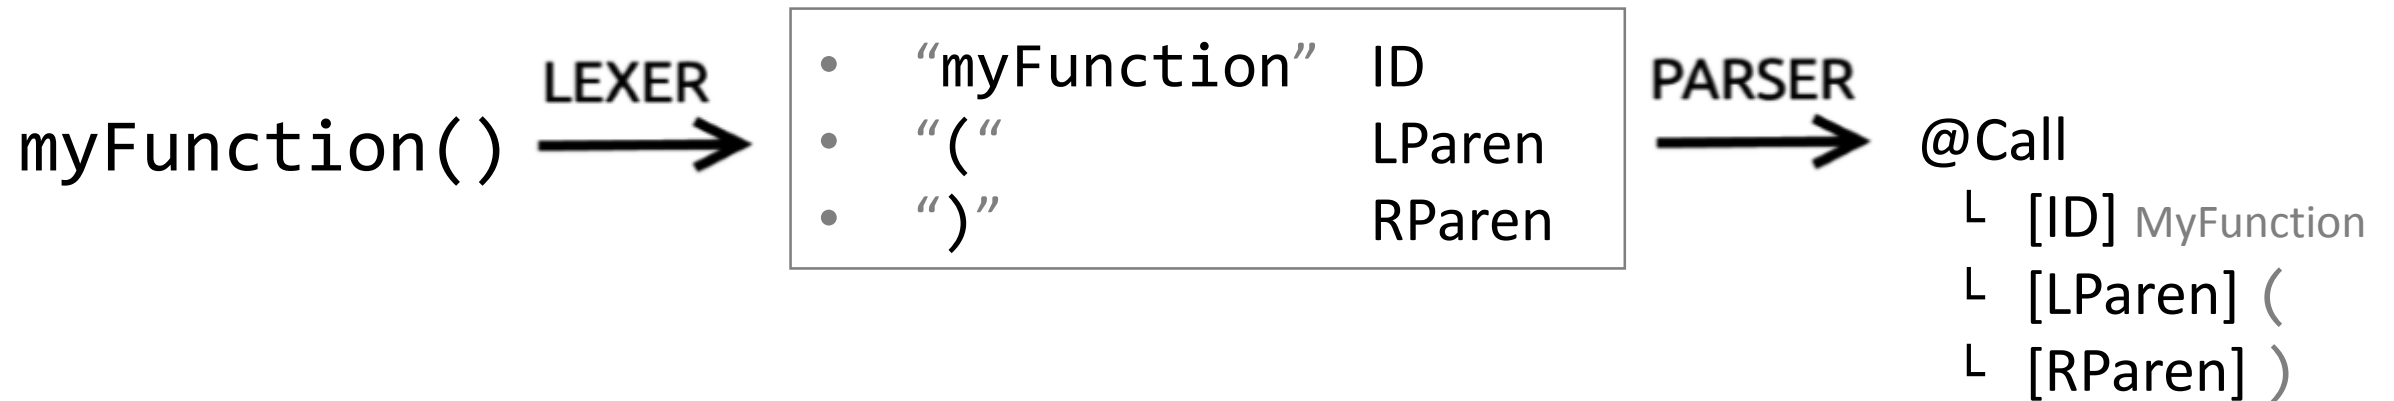 myFunction()
LEXER
• “myFunction” ID
• “(“ LParen
• “)” RParen
PARSER
@Call
└ [ID] MyFunction
└ [LParen] (
└ [RParen] )